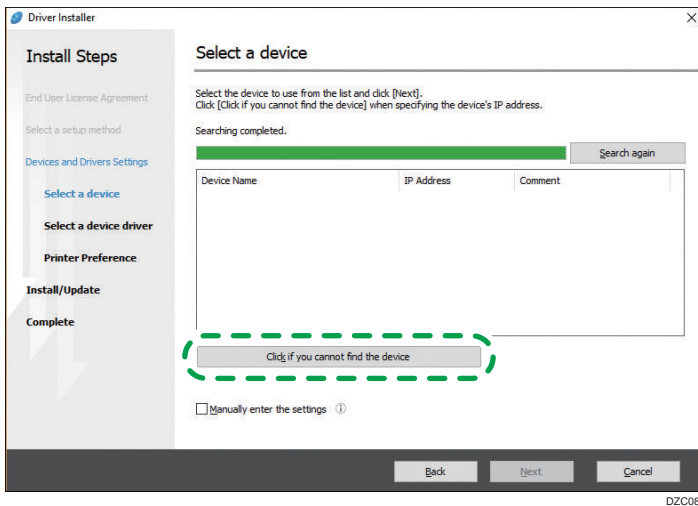 Driver Installer
Install Steps
End User License Agreement
Select a setup method
Devices and Drivers Settings
Select a device
Select a device driver
Printer Preference
Install/Update
Complete
Select a device
Select the device to use from the list and click [Next].
Click [Click if you cannot find the device] when specifying the device's IP address.
Searching completed.
Search again
Device Name IP Address Comment
Click if you cannot find the device
Manually enter the settings
Back Next Cancel
DZC08